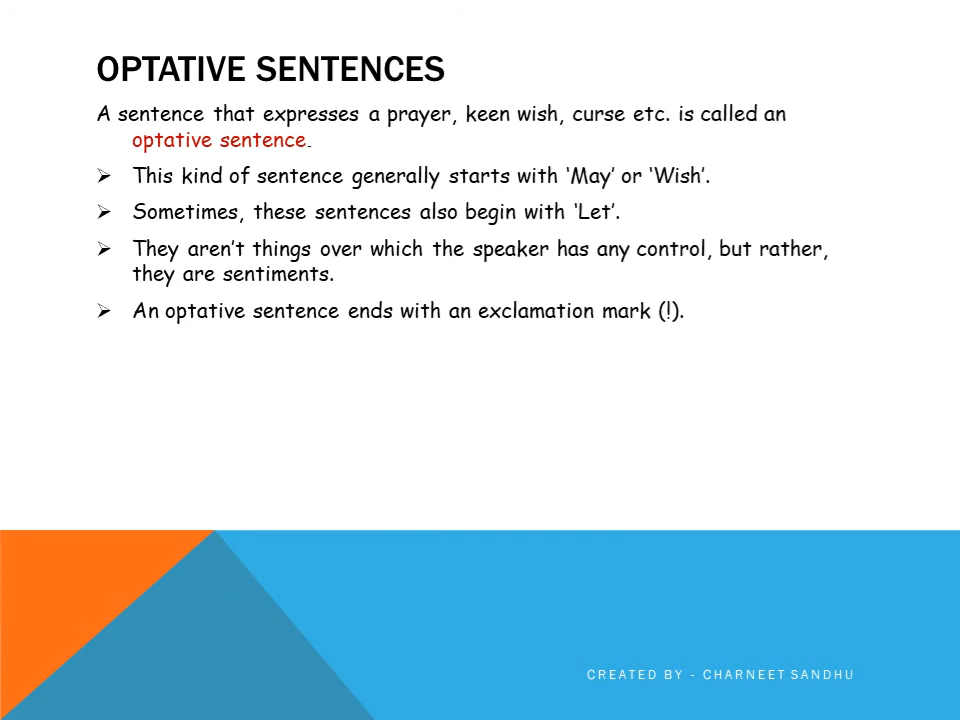 OPTATIVE SENTENCES
A sentence that expresses a prayer, keen wish, curse etc. is called an
optative sentence.
➢ This kind of sentence generally starts with ‘May’ or ‘Wish’.
➢ Sometimes, these sentences also begin with ‘Let’.
➢ They aren’t things over which the speaker has any control, but rather,
they are sentiments.
➢ An optative sentence ends with an exclamation mark (!).
CREATED BY - CHARNEET SANDHU